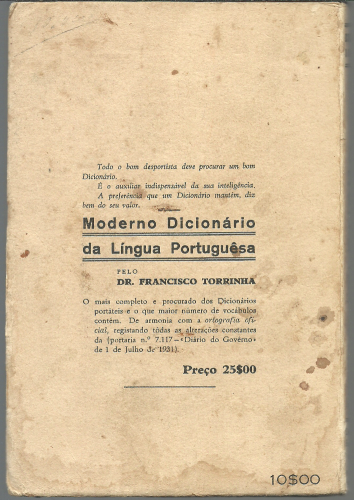 Todo o bom desportista deve procurar um bom
Dicionário.
É o auxiliar indispensável da sua inteligência.
A preferência que um Dicionário mantém, diz
bem do seu valor.
Moderno Dicionário
da Língua Portuguêsa
PELO
DR. FRANCISCO TORRINHA
O mais completo e procurado dos Dicionários
portáteis e o que maior número de vocábulos
contém. De armonia com a ortografia ofi-
cial, registando tôdas as alterações constantes
da (portaria n.º 7.117—«Diário do Govêrno»
de 1 de Julho de 1931).
Preço 25$00
10$00